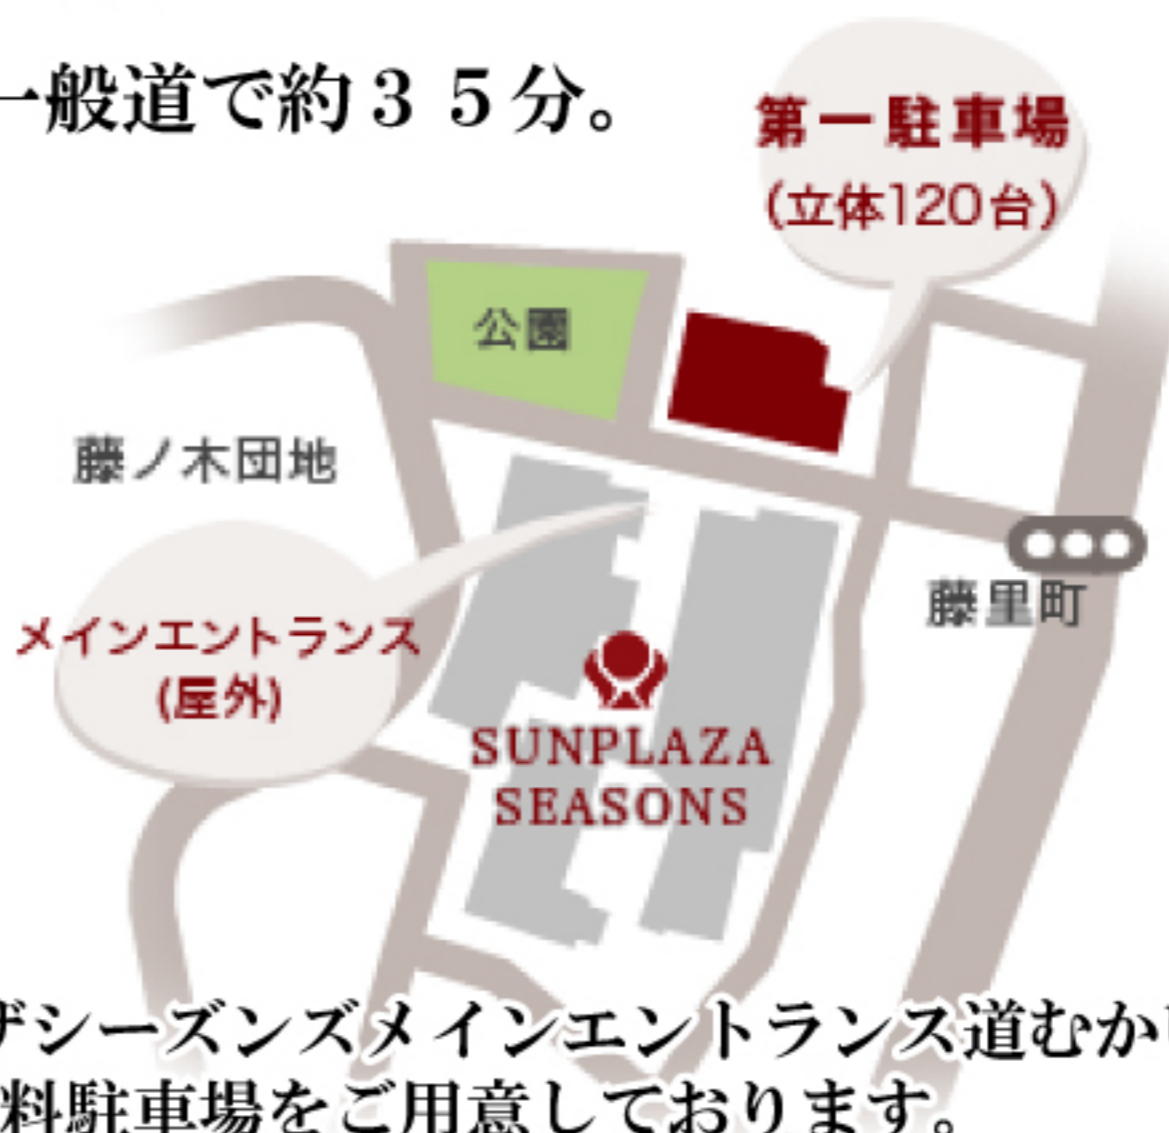 一般道で約３５分。
第一駐車場
(立体120台)
公園
藤ノ木団地
藤里町
メインエントランス
(屋外)
SUNPLAZA
SEASONS
ザシーズンズメインエントランス道むかい
料駐車場をご用意しております。